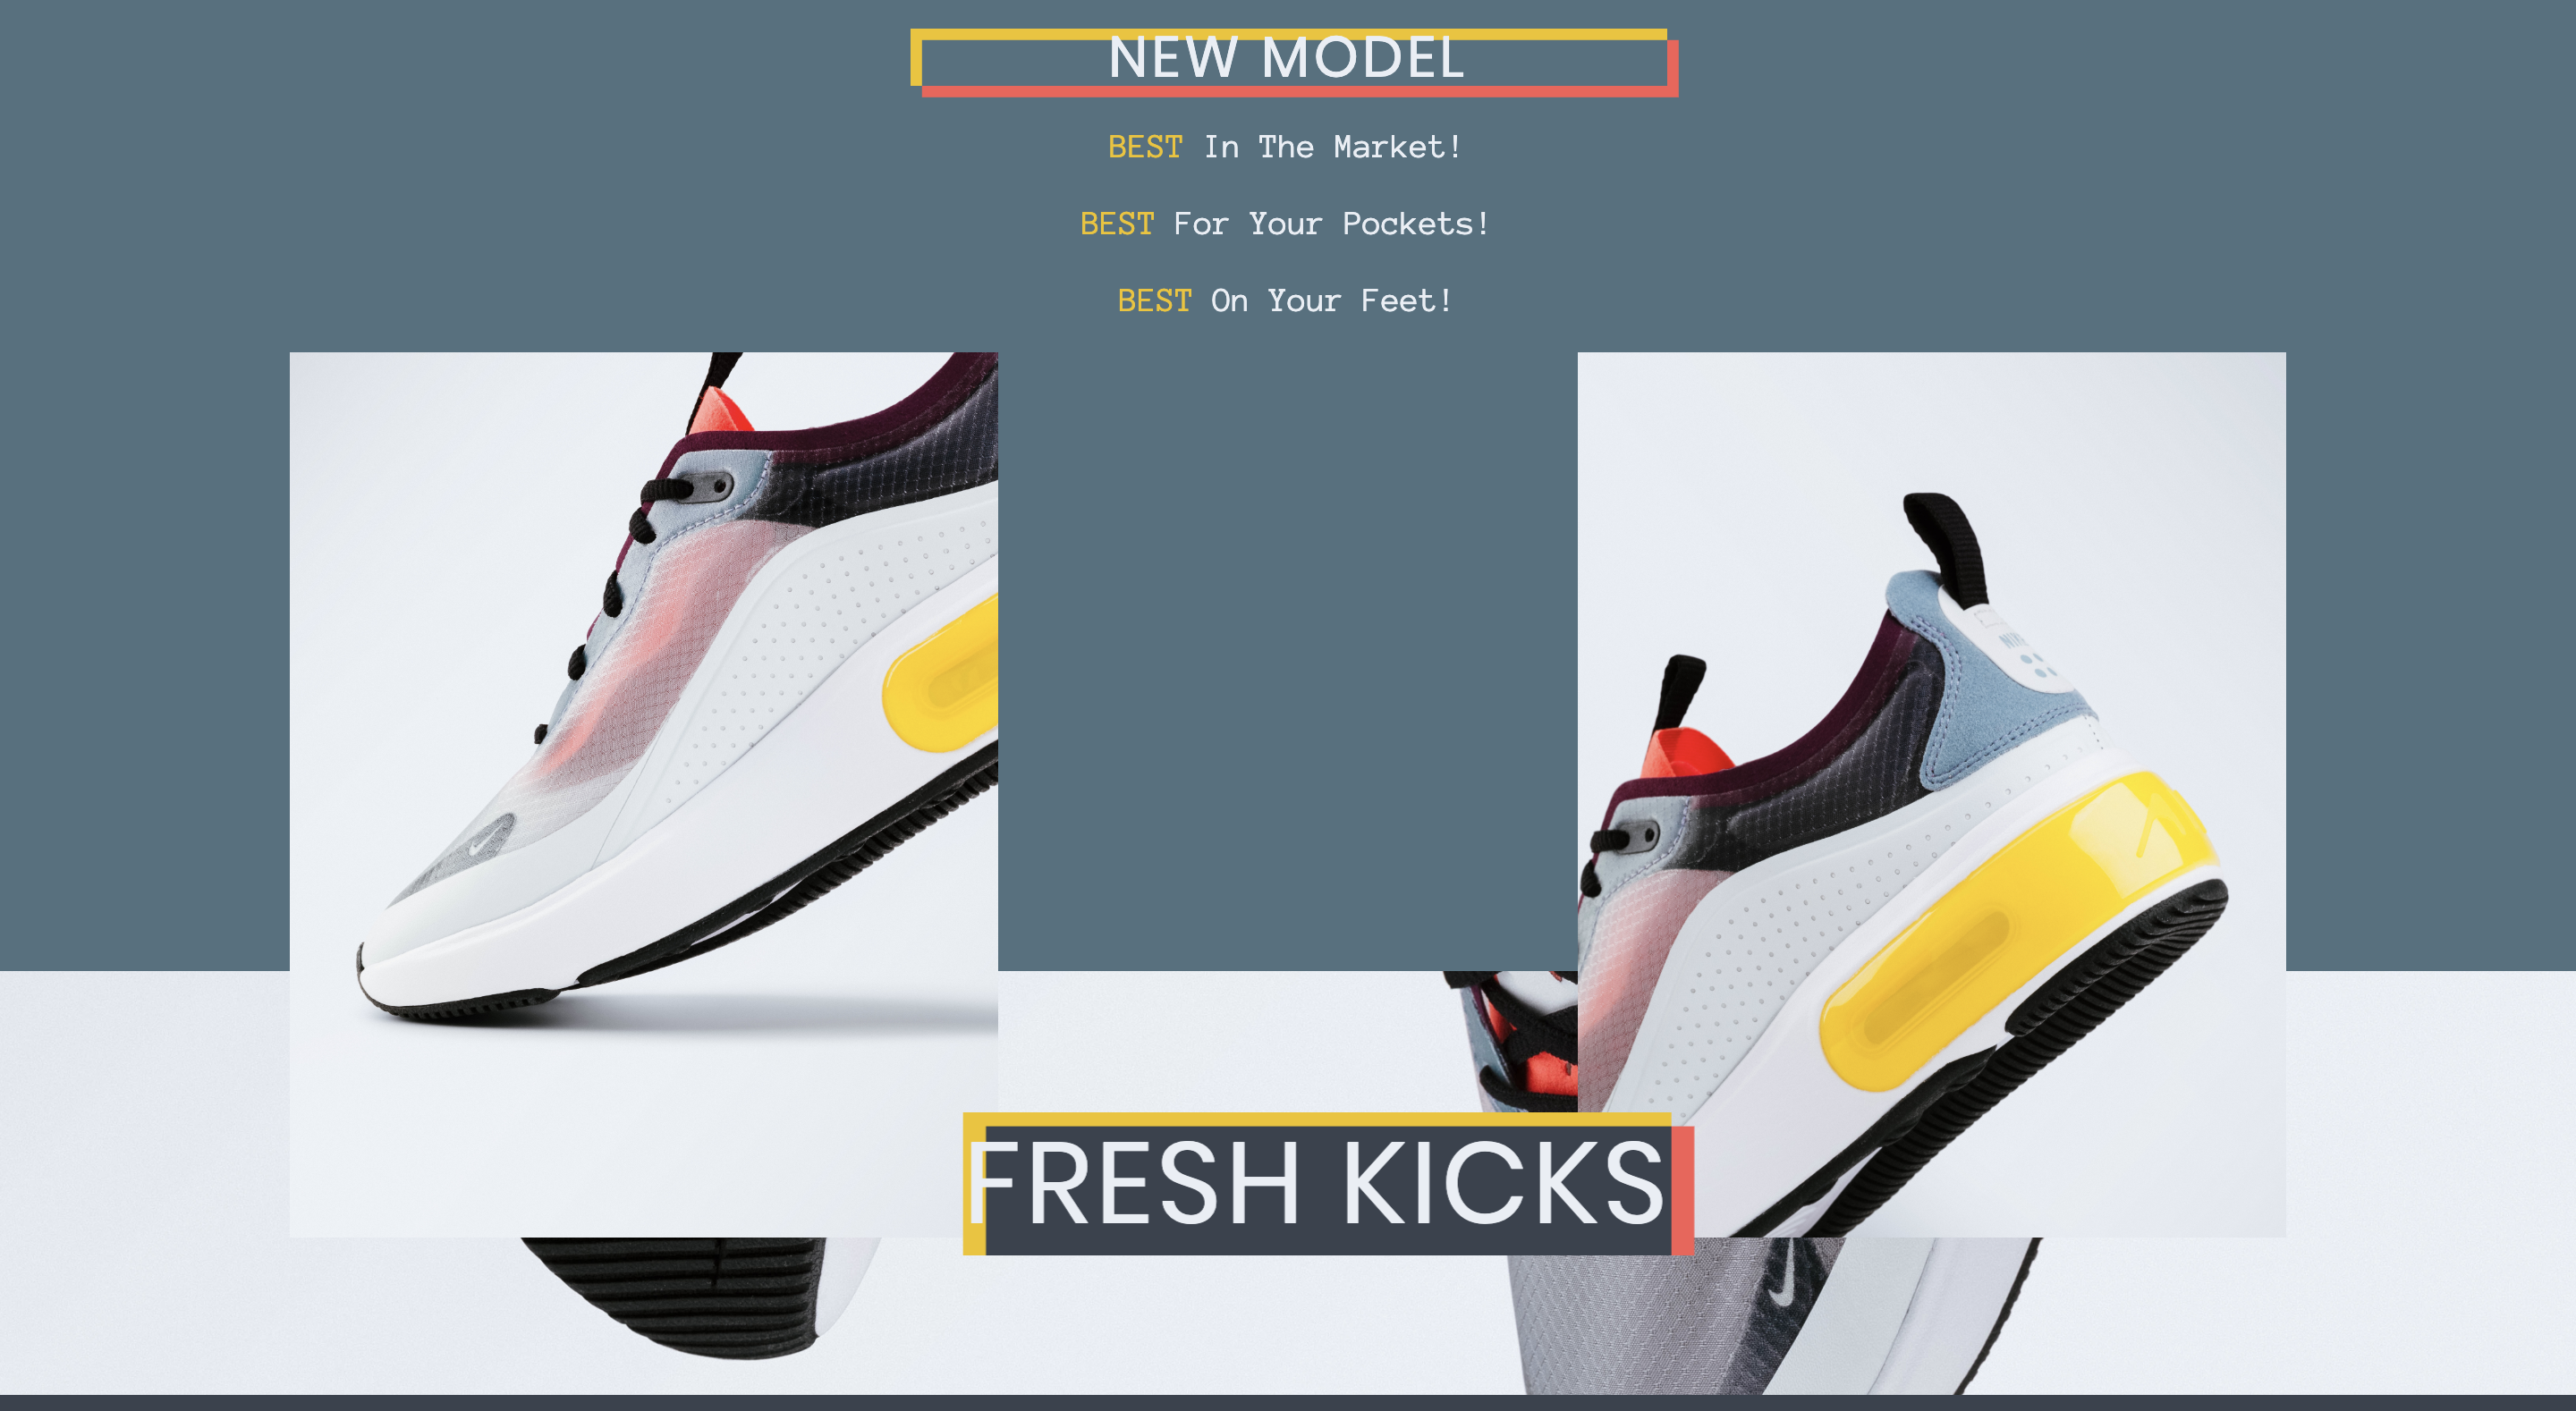 NEW MODEL
BEST In The Market!
BEST For Your Pockets!
BEST On Your Feet!
FRESH KICKS